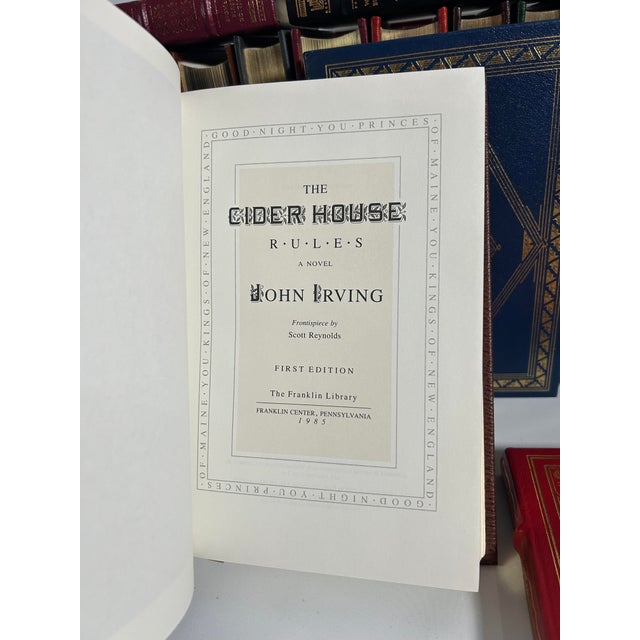 GOOD·NIGHT·YOU·PRINCES·
OF·MAINE·YOU·KINGS·OF·NEW·ENGLAND·
THE
CIDER HOUSE
R·U·L·E·S
A NOVEL
JOHN IRVING
Frontispiece by
Scott Reynolds
FIRST EDITION
The Franklin Library
FRANKLIN CENTER, PENNSYLVANIA
1985
GOOD·NIGHT·YOU·PRINCES·
OF·MAINE·YOU·KINGS·OF·NEW·ENGLAND·